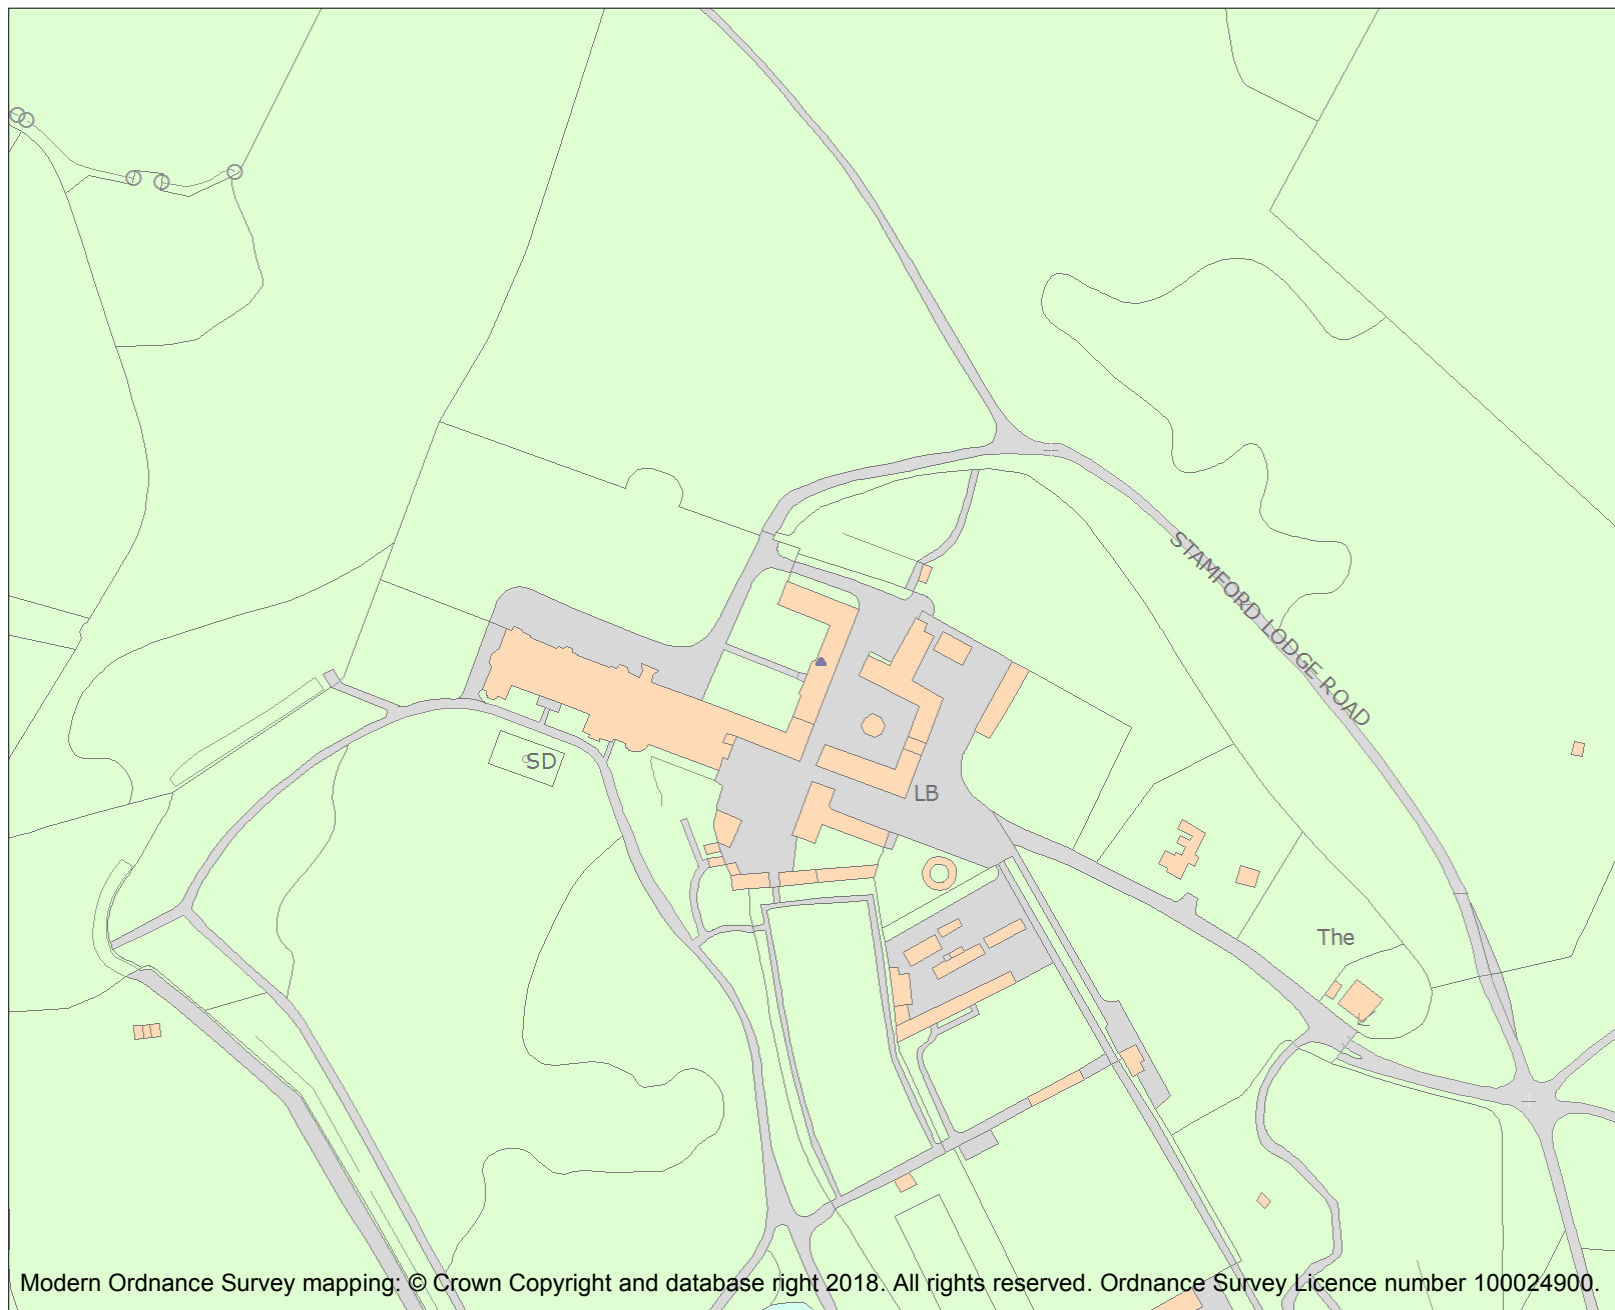 STAMFORD LODGE ROAD
SD
LB
The
Modern Ordnance Survey mapping: © Crown Copyright and database right 2018. All rights reserved. Ordnance Survey Licence number 100024900.